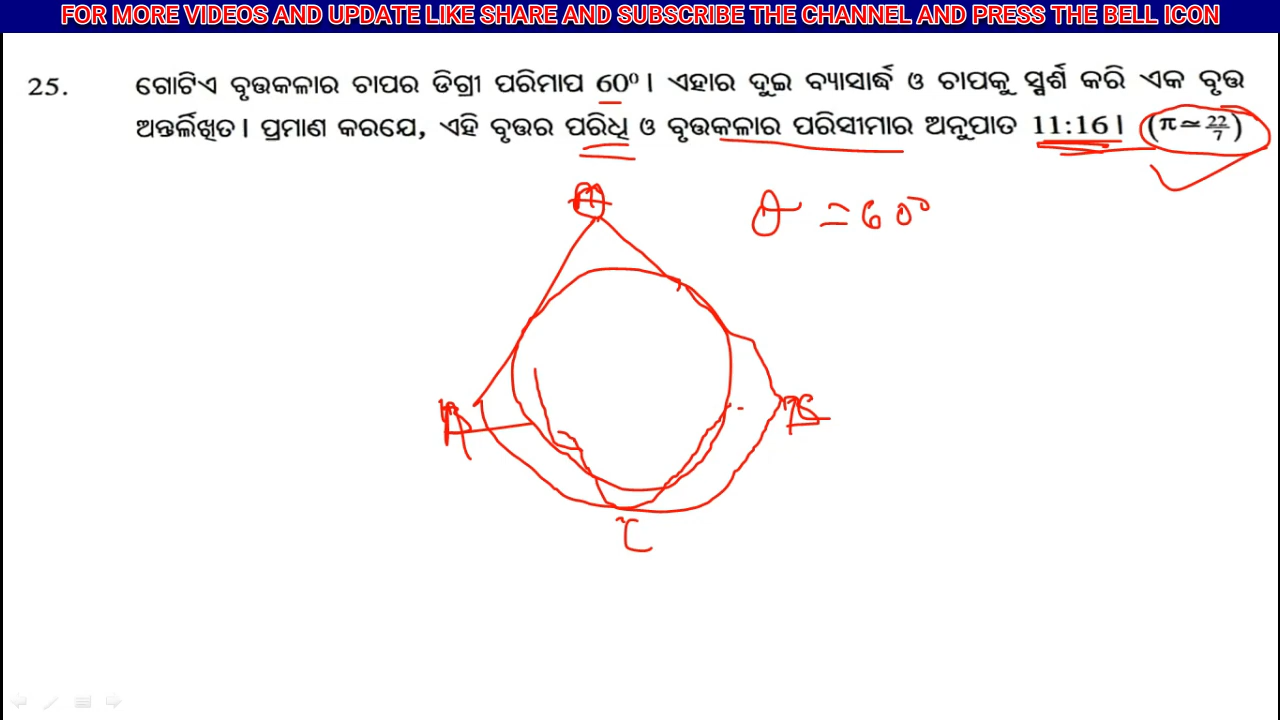 FOR MORE VIDEOS AND UPDATE LIKE SHARE AND SUBSCRIBE THE CHANNEL AND PRESS THE BELL ICON
25. ଗୋଟିଏ ବୃତ୍ତକଳାର ଚାପର ଡିଗ୍ରୀ ପରିମାପ 60° । ଏହାର ଦୁଇ ବ୍ୟାସାର୍ଦ୍ଧ ଓ ଚାପକୁ ସ୍ପର୍ଶ କରି ଏକ ବୃତ୍ତ
ଅନ୍ତର୍ଲିଖିତ । ପ୍ରମାଣ କରଯେ, ଏହି ବୃତ୍ତର ପରିଧି ଓ ବୃତ୍ତକଳାର ପରିସୀମାର ଅନୁପାତ 11:16 । (π ≃ 22/7)
θ = 60°
C